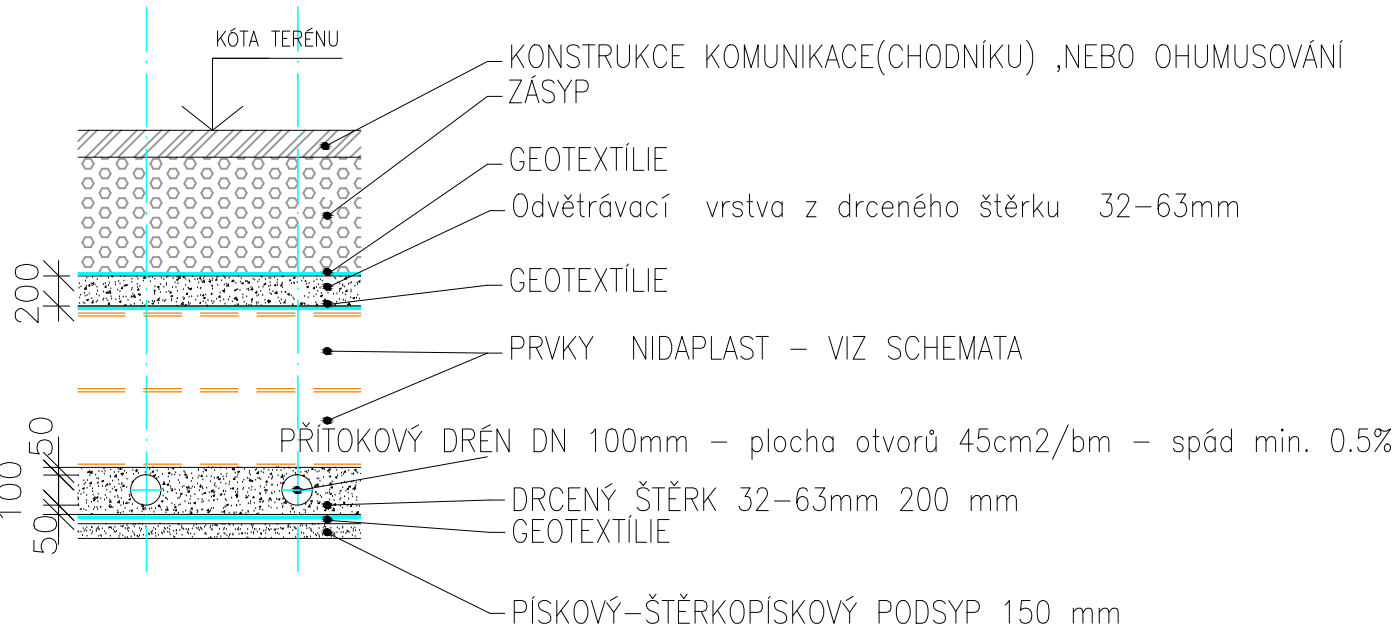 KÓTA TERÉNU
KONSTRUKCE KOMUNIKACE(CHODNÍKU) ,NEBO OHUMUSOVÁNÍ
ZÁSYP
GEOTEXTÍLIE
Odvětrávací vrstva z drceného štěrku 32-63mm
200
GEOTEXTÍLIE
PRVKY NIDAPLAST – VIZ SCHEMATA
PŘÍTOKOVÝ DRÉN DN 100mm – plocha otvorů 45cm2/bm – spád min. 0.5%
50
100
50
DRCENÝ ŠTĚRK 32-63mm 200 mm
GEOTEXTÍLIE
PÍSKOVÝ-ŠTĚRKOPÍSKOVÝ PODSYP 150 mm